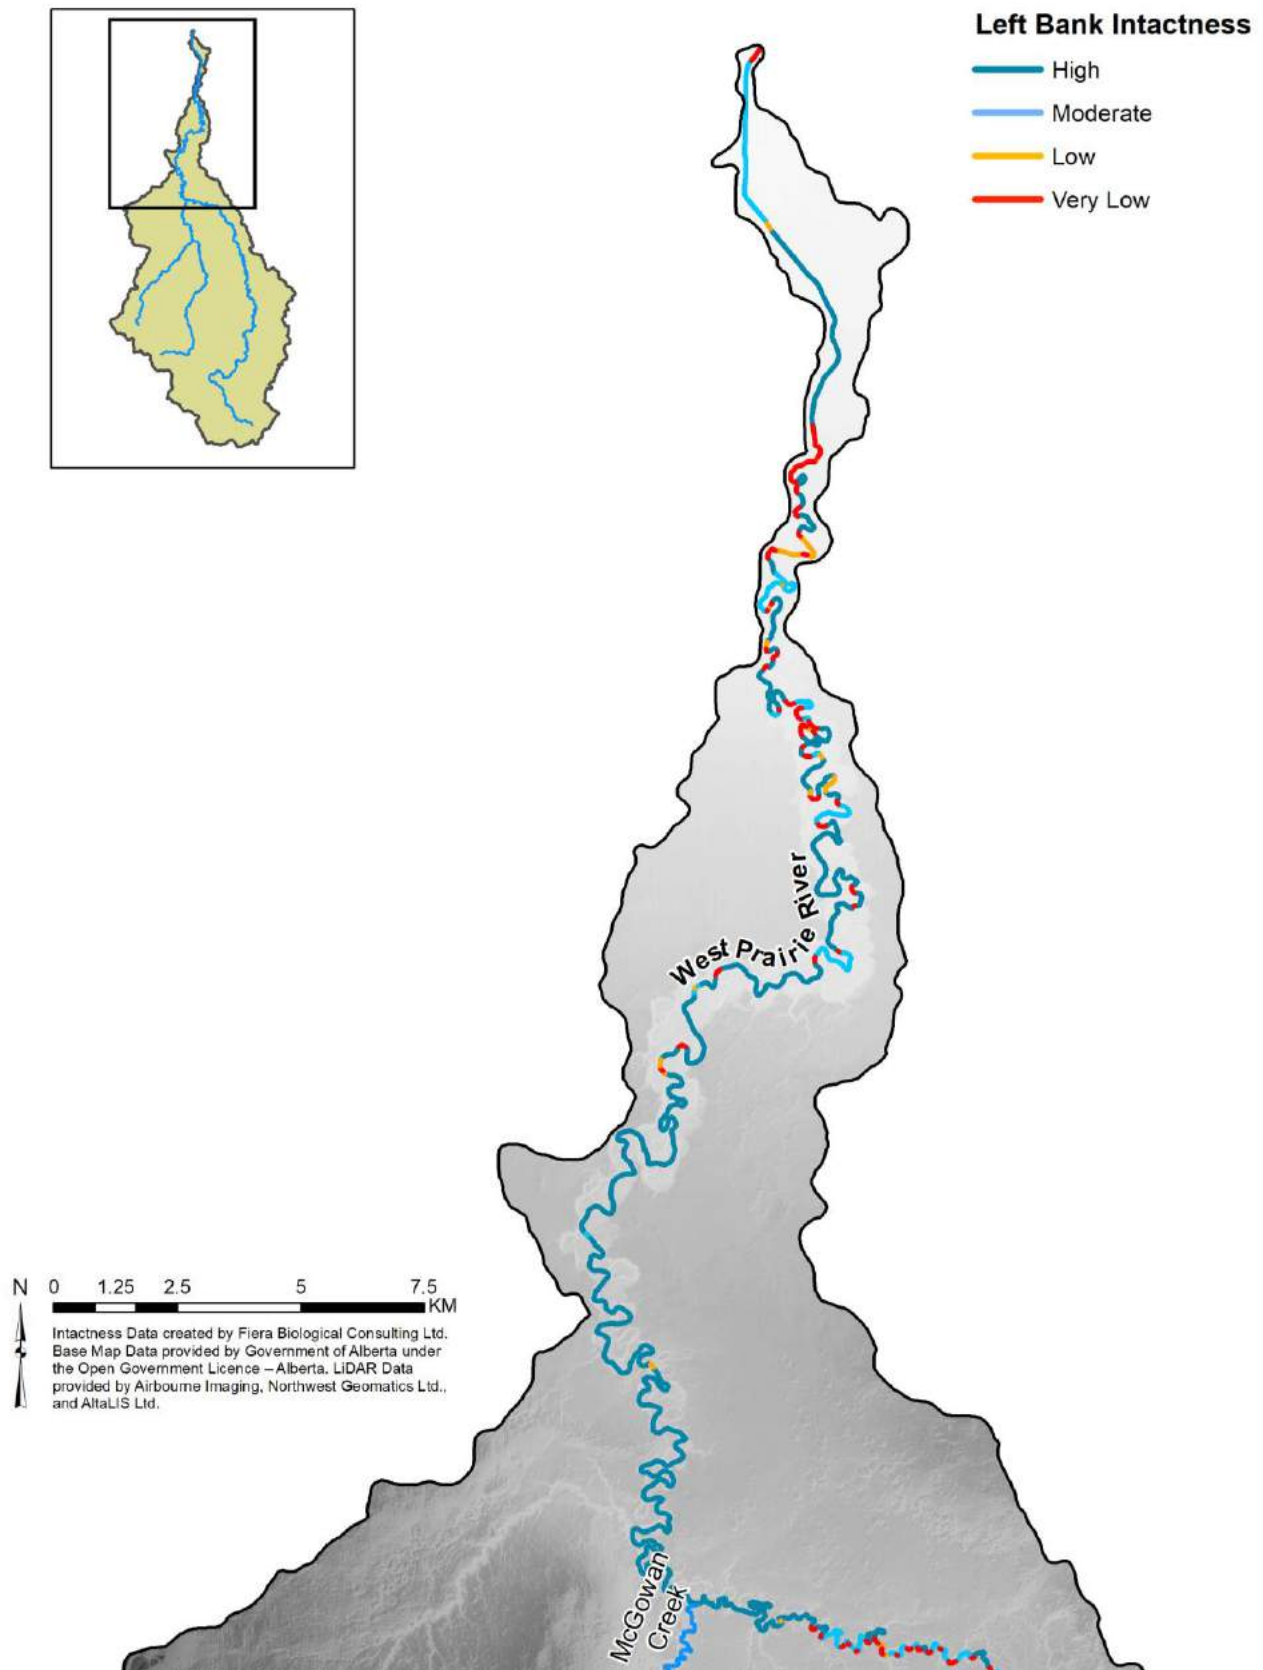 Left Bank Intactness
High
Moderate
Low
Very Low
West Prairie River
N
0 1.25 2.5 5 7.5
KM
Intactness Data created by Fiera Biological Consulting Ltd.
Base Map Data provided by Government of Alberta under
the Open Government Licence – Alberta. LiDAR Data
provided by Airbourne Imaging, Northwest Geomatics Ltd.,
and AltaLIS Ltd.
McGowan
Creek